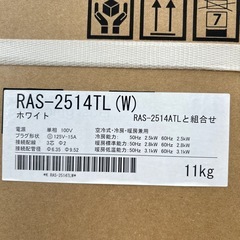 7
RAS-2514TL(W)
ホワイト
RAS-2514ATLと組合せ
電源 単相 100V
プラグ形状 125V-15A
接続配線 3芯 Φ2
接続配管径 Φ6.35 Φ9.52
空冷式・冷房・暖房兼用
冷房能力 50Hz 2.5kW 60Hz 2.5kW
暖房標準能力 50Hz 2.8kW 60Hz 2.8kW
暖房低温能力 50Hz 3.1kW 60Hz 3.1kW
*K RAS-2514TLW*
11kg